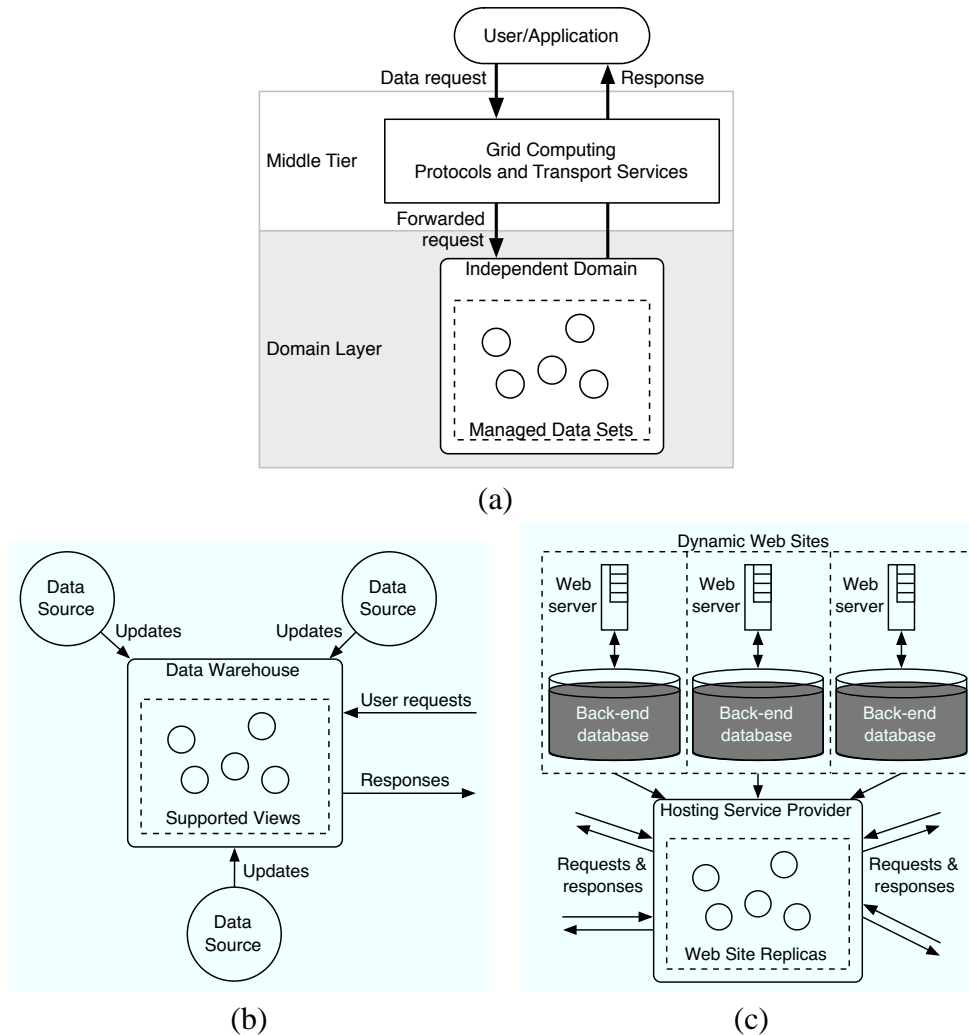 User/Application
Data request
Response
Middle Tier
Grid Computing
Protocols and Transport Services
Forwarded
request
Independent Domain
Domain Layer
Managed Data Sets
(a)
Data
Source
Data
Source
Updates
Updates
Data Warehouse
User requests
Responses
Supported Views
Updates
Data
Source
(b)
Dynamic Web Sites
Web
server
Web
server
Web
server
Back-end
database
Back-end
database
Back-end
database
Hosting Service Provider
Requests &
responses
Requests &
responses
Web Site Replicas
(c)